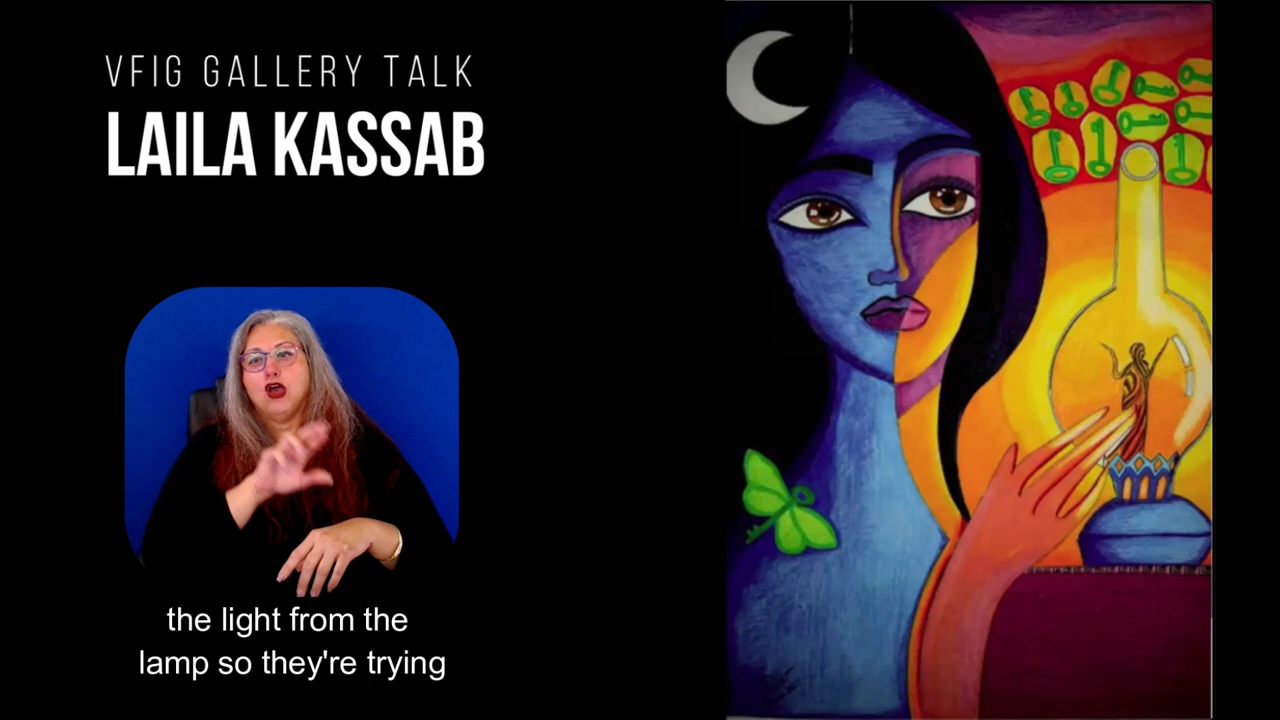 VFIG GALLERY TALK
LAILA KASSAB
the light from the
lamp so they're trying